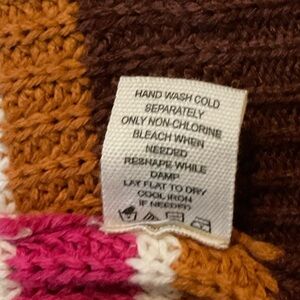 HAND WASH COLD
SEPARATELY
ONLY NON-CHLORINE
BLEACH WHEN
NEEDED
RESHAPE WHILE
DAMP
LAY FLAT TO DRY
COOL IRON
IF NEEDED